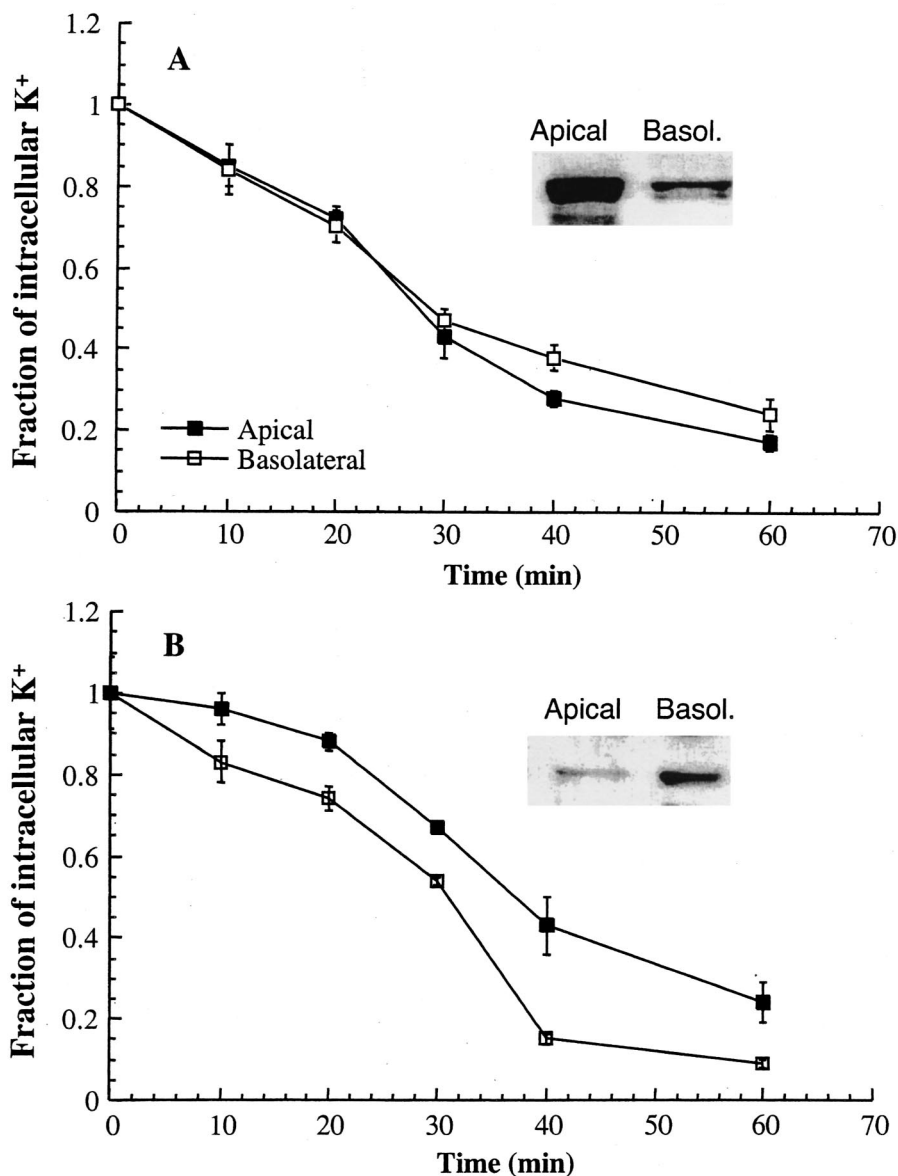 A
Fraction of intracellular K⁺
1.2
1
0.8
0.6
0.4
0.2
0
Apical Basol.
Apical
Basolateral
0 10 20 30 40 50 60 70
Time (min)
B
Fraction of intracellular K⁺
1.2
1
0.8
0.6
0.4
0.2
0
Apical Basol.
0 10 20 30 40 50 60 70
Time (min)